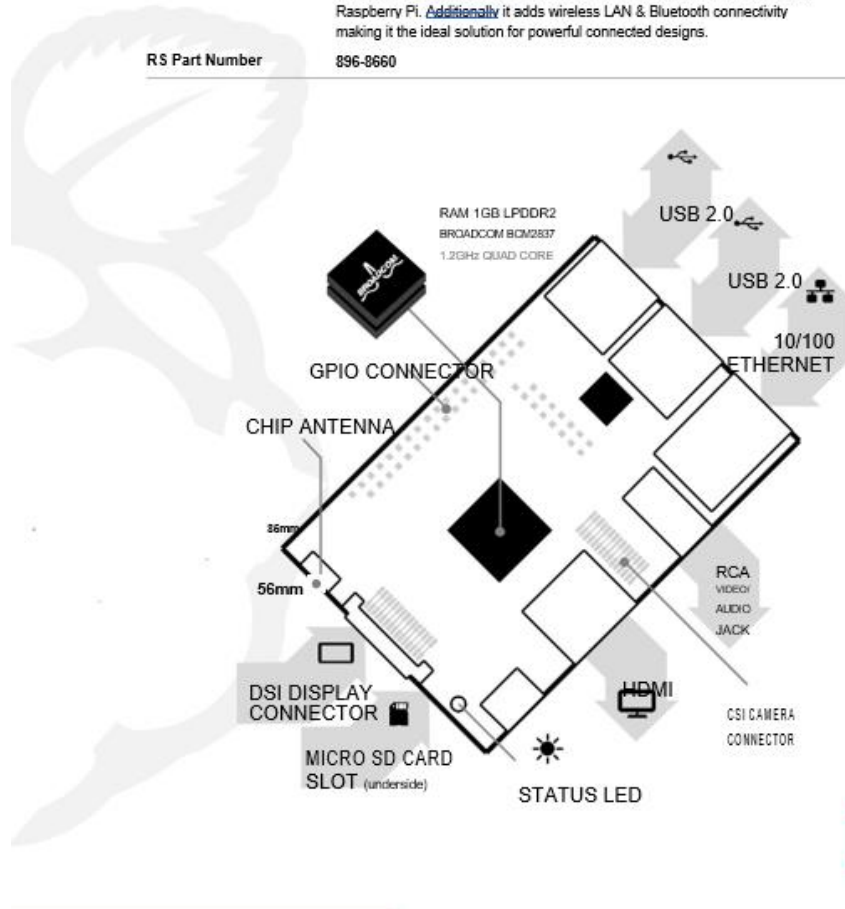 Raspberry Pi. Additionally it adds wireless LAN & Bluetooth connectivity
making it the ideal solution for powerful connected designs.
RS Part Number 896-8660
RAM 1GB LPDDR2
BROADCOM BCM2837
1.2GHz QUAD CORE
BROADCOM
USB 2.0
USB 2.0
10/100
ETHERNET
GPIO CONNECTOR
CHIP ANTENNA
86mm
56mm
RCA
VIDEO/
AUDIO
JACK
DSI DISPLAY
CONNECTOR
HDMI
CSI CAMERA
CONNECTOR
MICRO SD CARD
SLOT (underside)
STATUS LED